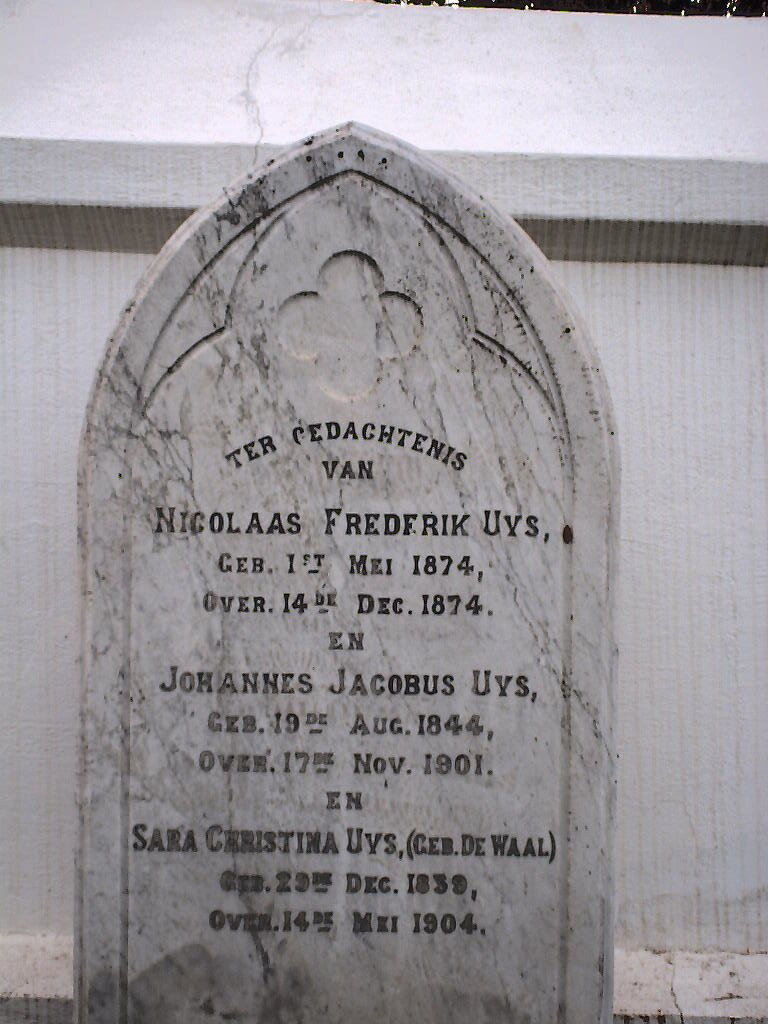 TER GEDACHTENIS
VAN
NICOLAAS FREDERIK UYS,
GEB. 1ST MEI 1874,
OVER. 14DE DEC. 1874.
EN
JOHANNES JACOBUS UYS,
GEB. 19DE AUG. 1844,
OVER. 17DE NOV. 1901.
EN
SARA CHRISTINA UYS, (GEB. DE WAAL)
GEB. 29STE DEC. 1839,
OVER. 14DE MEI 1904.